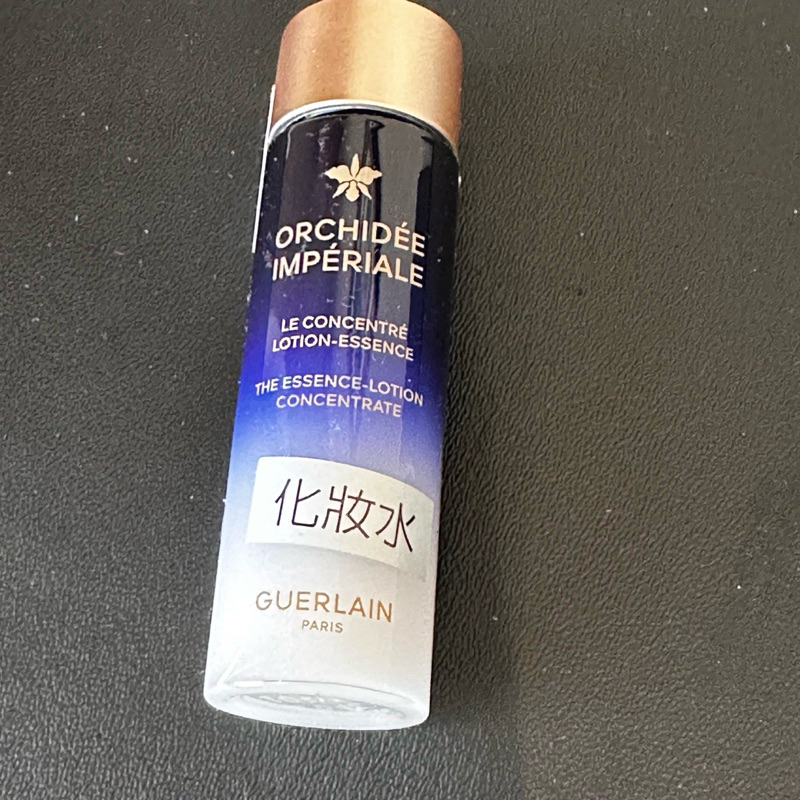 ORCHIDÉE
IMPÉRIALE
LE CONCENTRÉ
LOTION-ESSENCE
THE ESSENCE-LOTION
CONCENTRATE
化妝水
GUERLAIN
PARIS